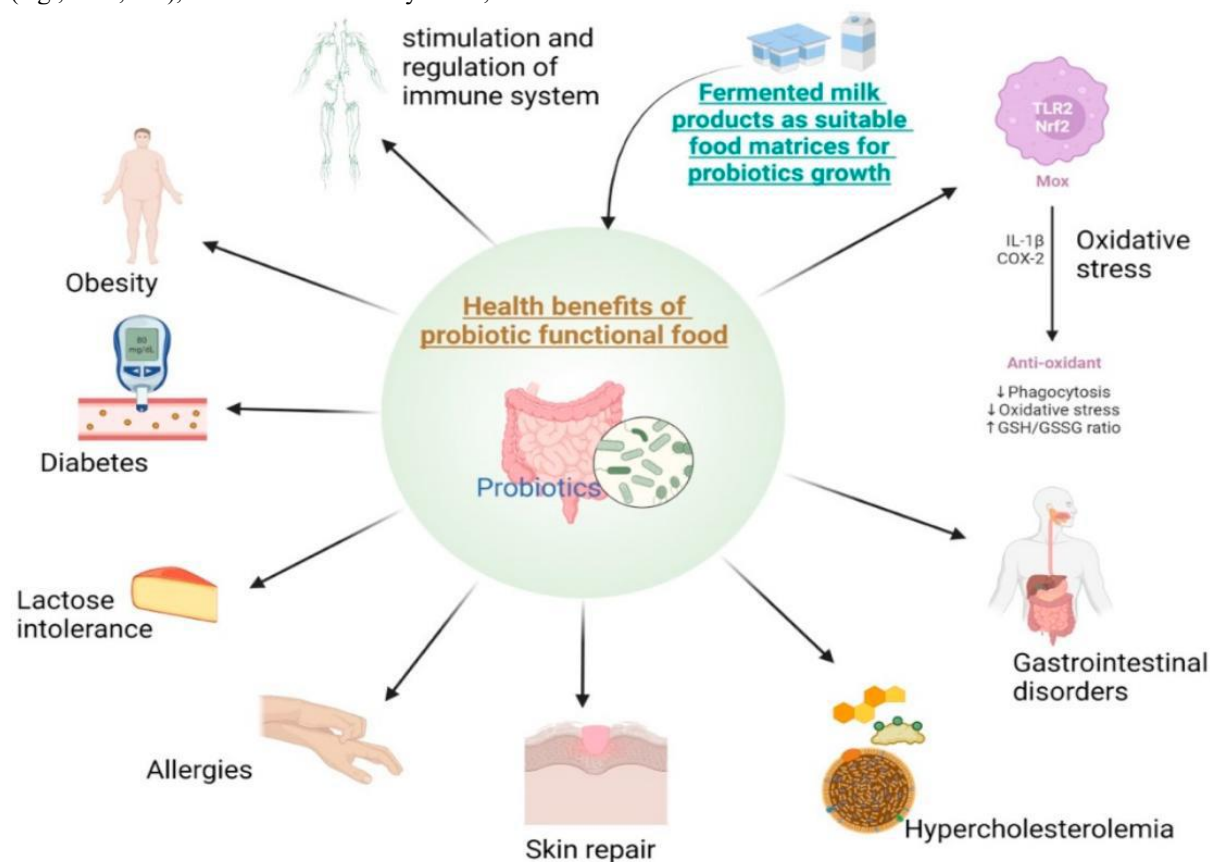 stimulation and
regulation of
immune system
Fermented milk
products as suitable
food matrices for
probiotics growth
TLR2
Nrf2
Mox
IL-1β
COX-2
Oxidative
stress
Anti-oxidant
↓Phagocytosis
↓Oxidative stress
↑GSH/GSSG ratio
Obesity
80
mg/dL
Diabetes
Health benefits of
probiotic functional food
Probiotics
Lactose
intolerance
Gastrointestinal
disorders
Allergies
Skin repair
Hypercholesterolemia